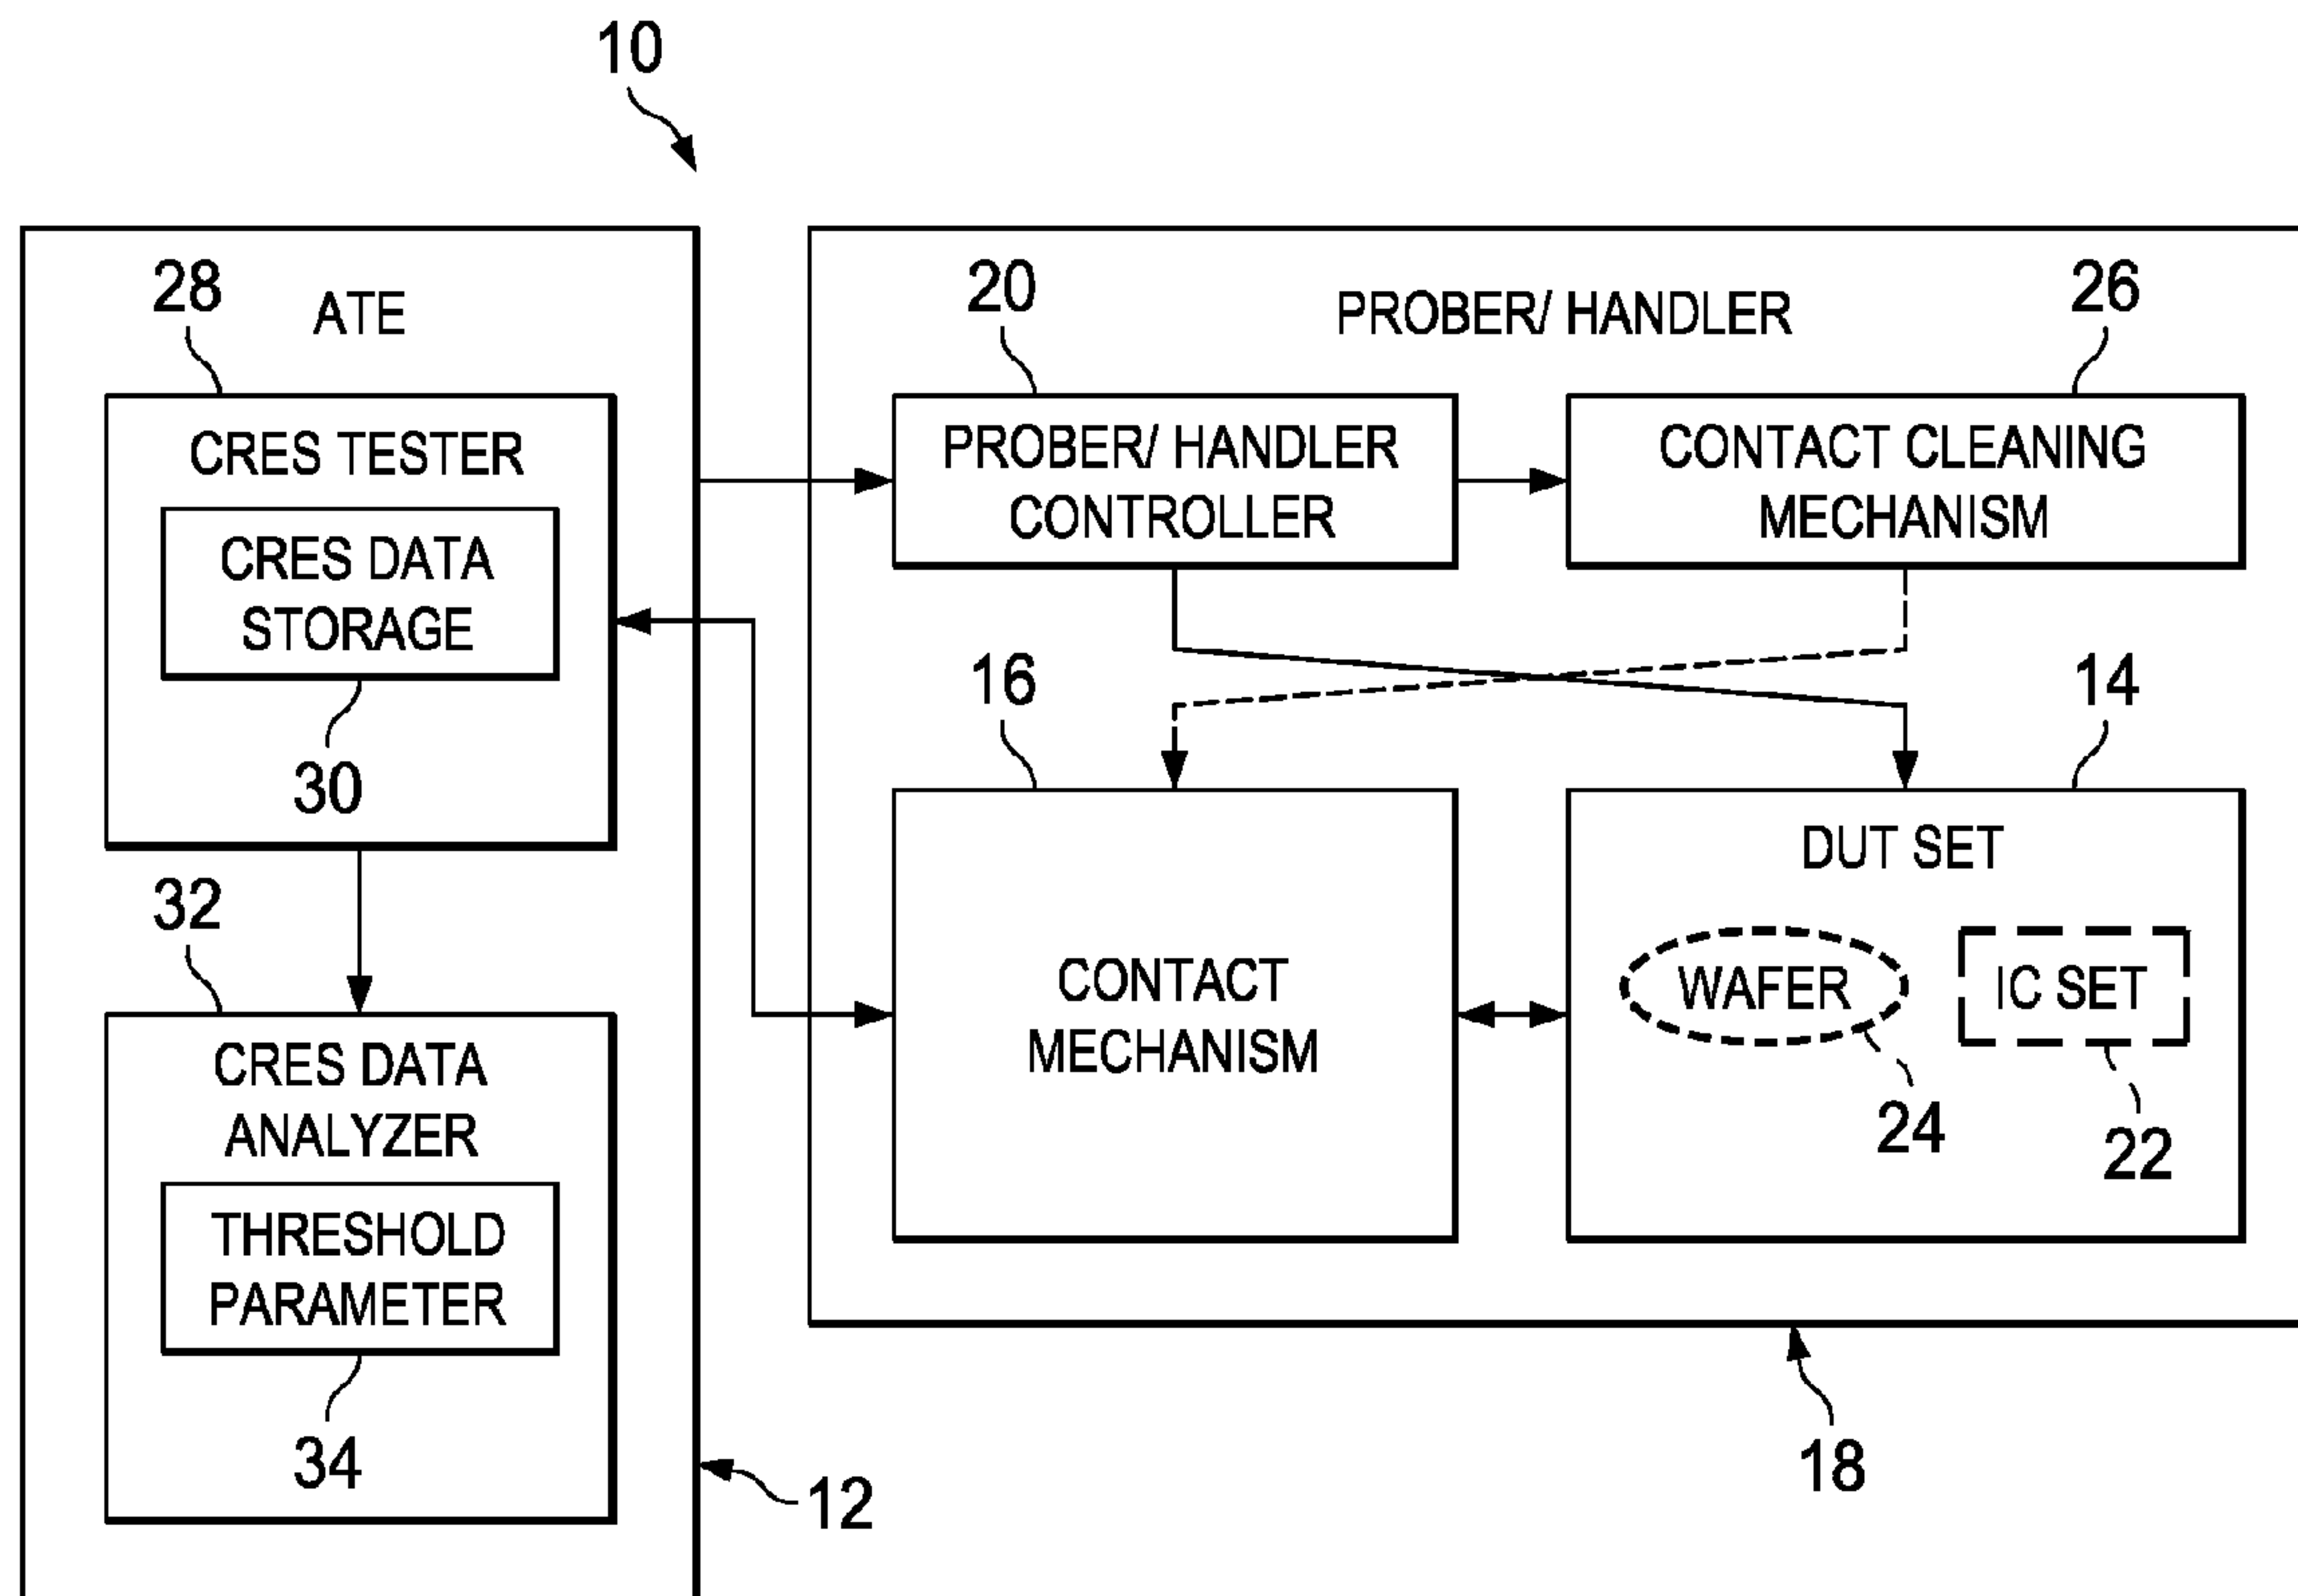 10
28
ATE
CRES TESTER
CRES DATA
STORAGE
30
32
CRES DATA
ANALYZER
THRESHOLD
PARAMETER
34
12
PROBER/ HANDLER
20
26
PROBER/ HANDLER
CONTROLLER
CONTACT CLEANING
MECHANISM
16
14
CONTACT
MECHANISM
DUT SET
WAFER
IC SET
24
22
18